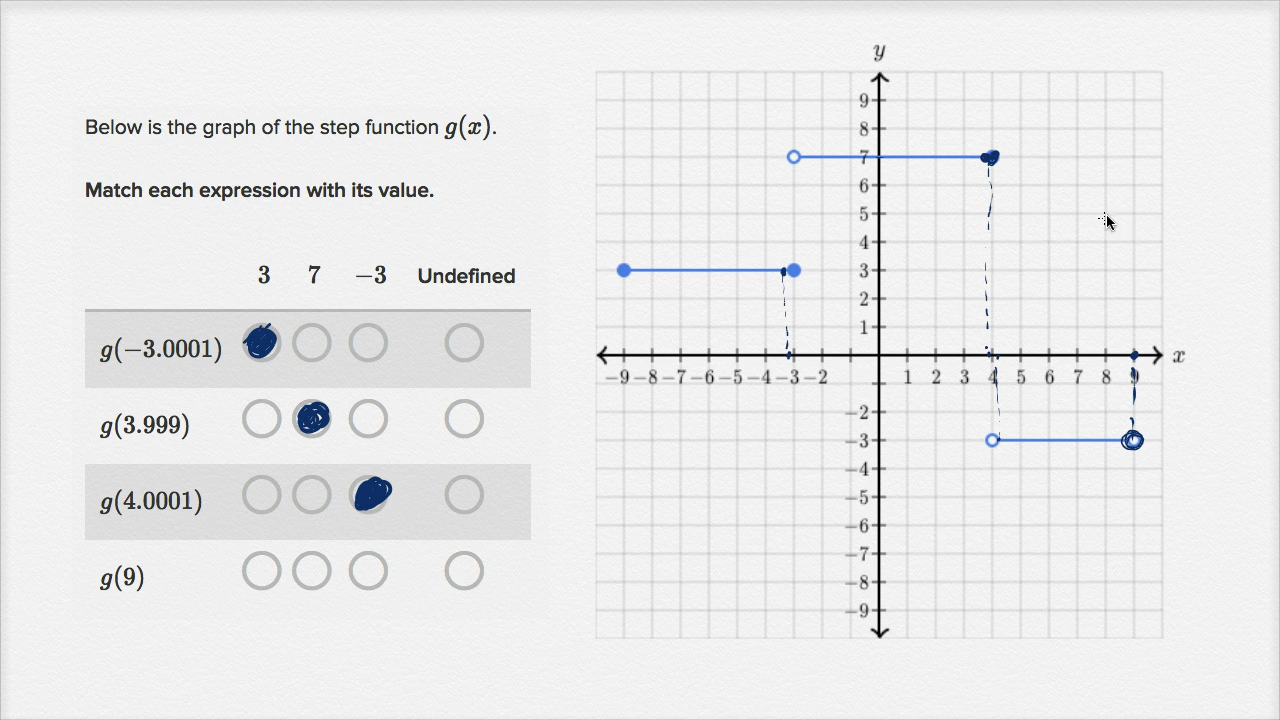 Below is the graph of the step function g(x).
Match each expression with its value.
3 7 −3 Undefined
g(−3.0001)
g(3.999)
g(4.0001)
g(9)
y
9
8
7
6
5
4
3
2
1
−9 −8 −7 −6 −5 −4 −3 −2 1 2 3 4 5 6 7 8 9 x
−2
−3
−4
−5
−6
−7
−8
−9